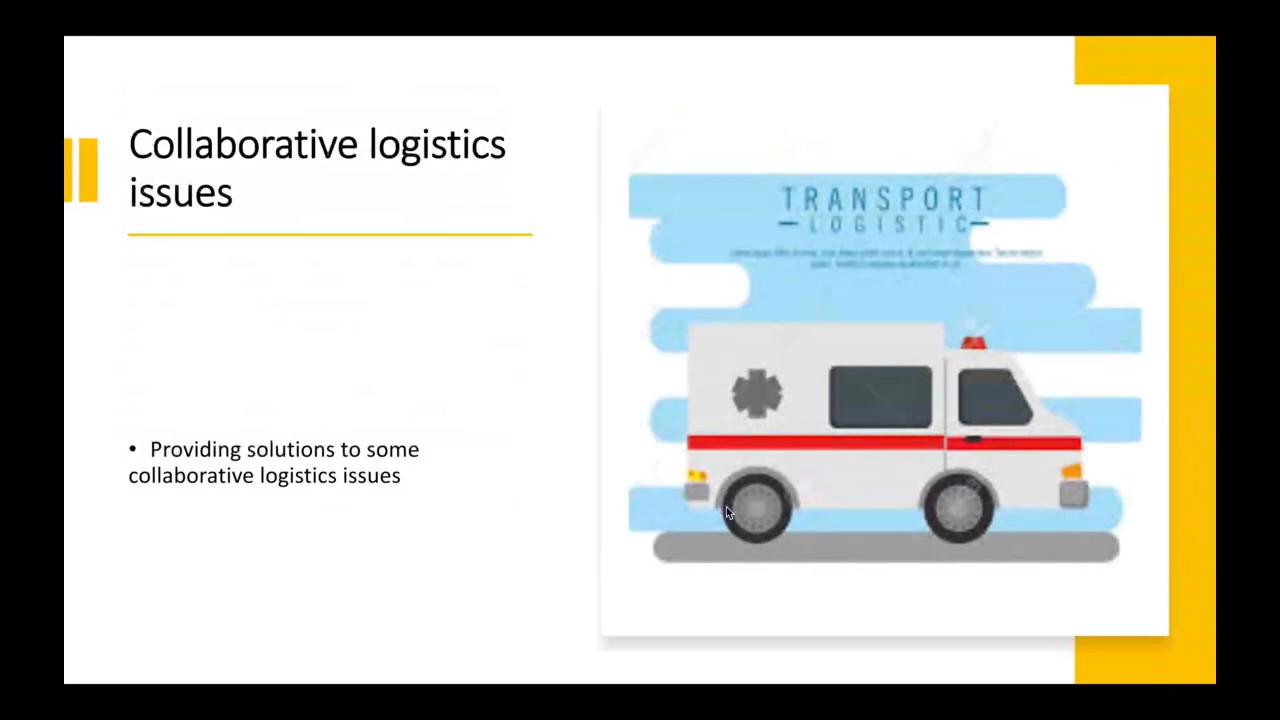 Collaborative logistics
issues
• Providing solutions to some
collaborative logistics issues
TRANSPORT
LOGISTIC